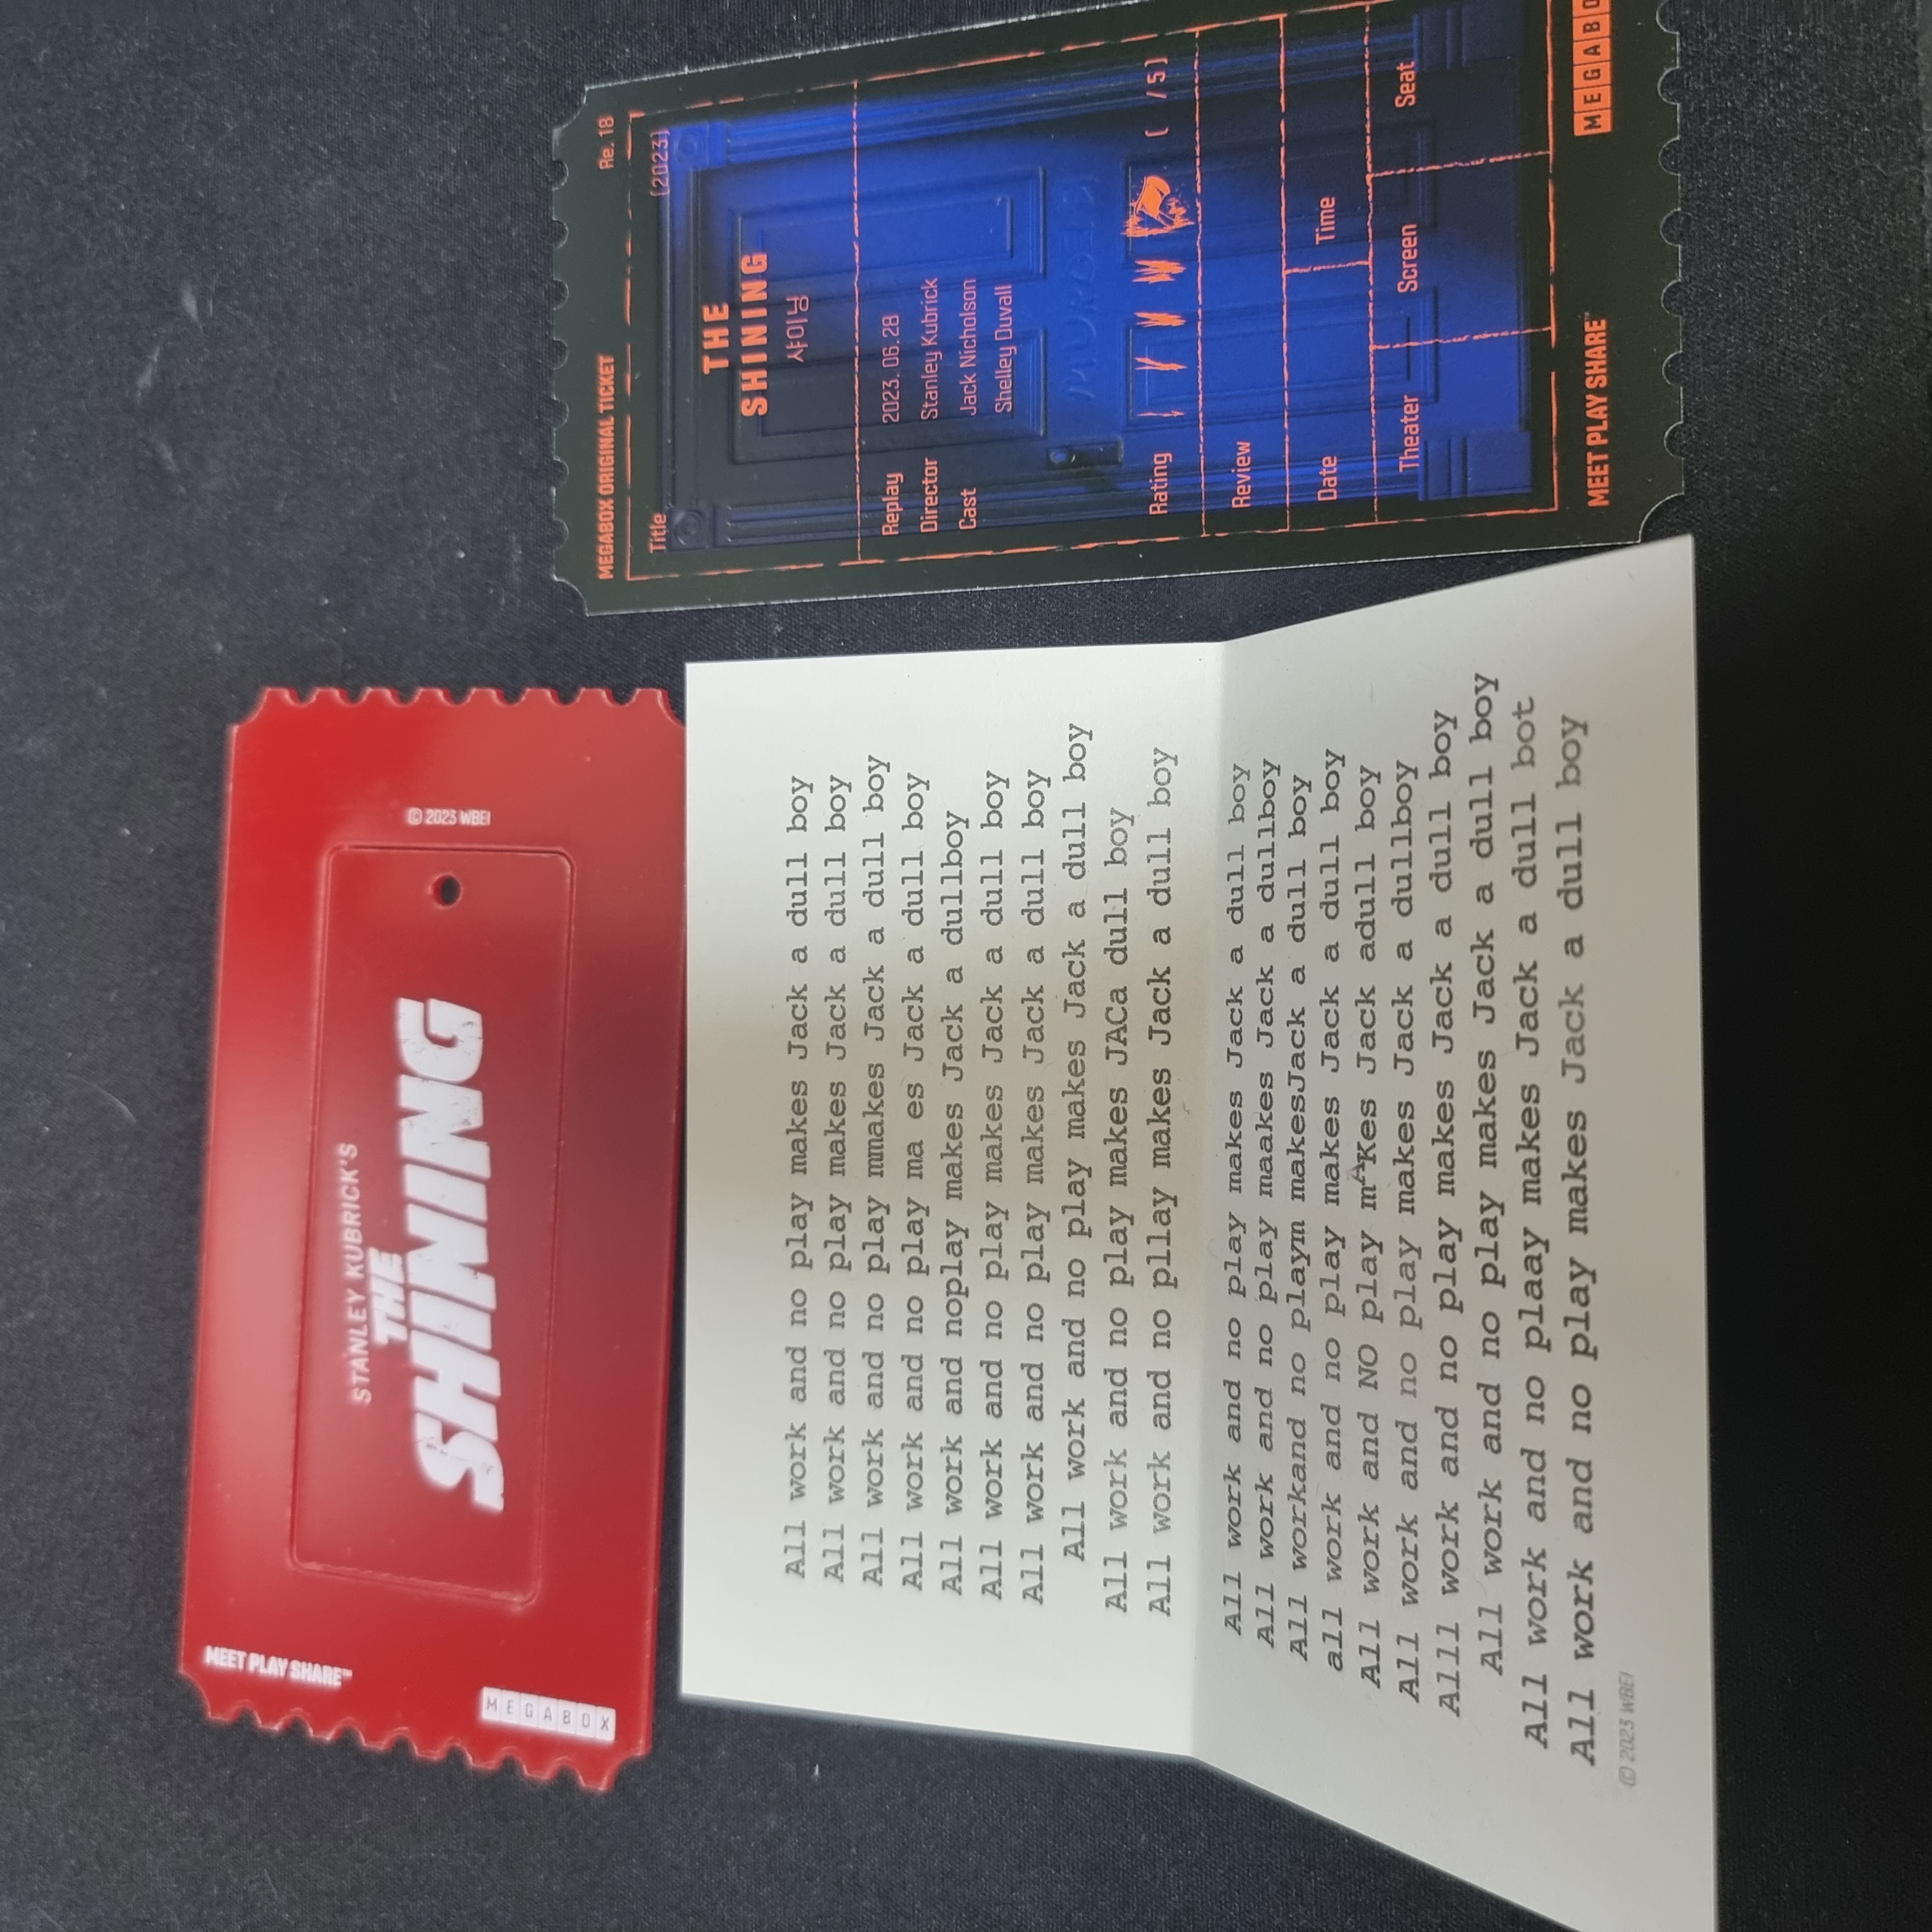 STANLEY KUBRICK'S
THE
SHINING
© 2023 WBEI
MEET PLAY SHARE™
MEGABOX
All work and no play makes Jack a dull boy
All work and no play makes Jack a dull boy
All work and no play mmakes Jack a dull boy
All work and no play ma es Jack a dull boy
All work and noplay makes Jack a dullboy
All work and no play makes Jack a dull boy
All work and no play makes Jack a dull boy
All work and no play makes Jack a dull boy
All work and no play makes JACa dull boy
All work and no pllay makes Jack a dull boy
All work and no play makes Jack a dull boy
All work and no play maakes Jack a dullboy
All workand no playm makesJack a dull boy
all work and no play makes Jack a dull boy
All work and NO play mAKes Jack adull boy
All work and no play makes Jack a dullboy
Alll work and no play makes Jack a dull boy
All work and no play makes Jack a dull boy
All work and no plaay makes Jack a dull bot
All work and no play makes Jack a dull boy
© 2023 WBEI
MEGABOX ORIGINAL TICKET Re. 18
Title (2023)
THE
SHINING
샤이닝
Replay 2023. 06.28
Director Stanley Kubrick
Cast Jack Nicholson
Shelley Duvall
MURDER
Rating ( /5)
Review
Date Time
Theater Screen Seat
MEET PLAY SHARE™ MEGABO